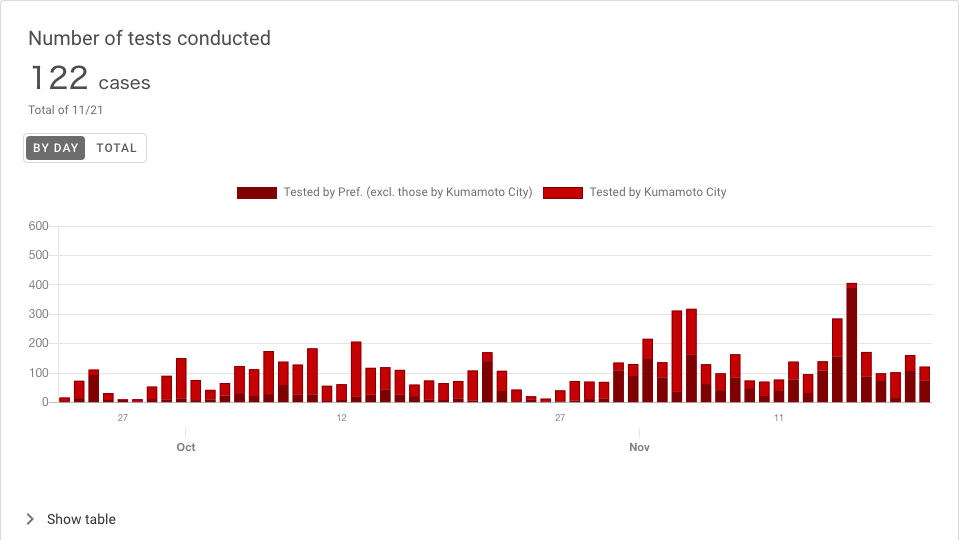 Number of tests conducted
122 cases
Total of 11/21
BY DAY TOTAL
Tested by Pref. (excl. those by Kumamoto City) Tested by Kumamoto City
600
500
400
300
200
100
0
27 12 27 11
Oct Nov
Show table